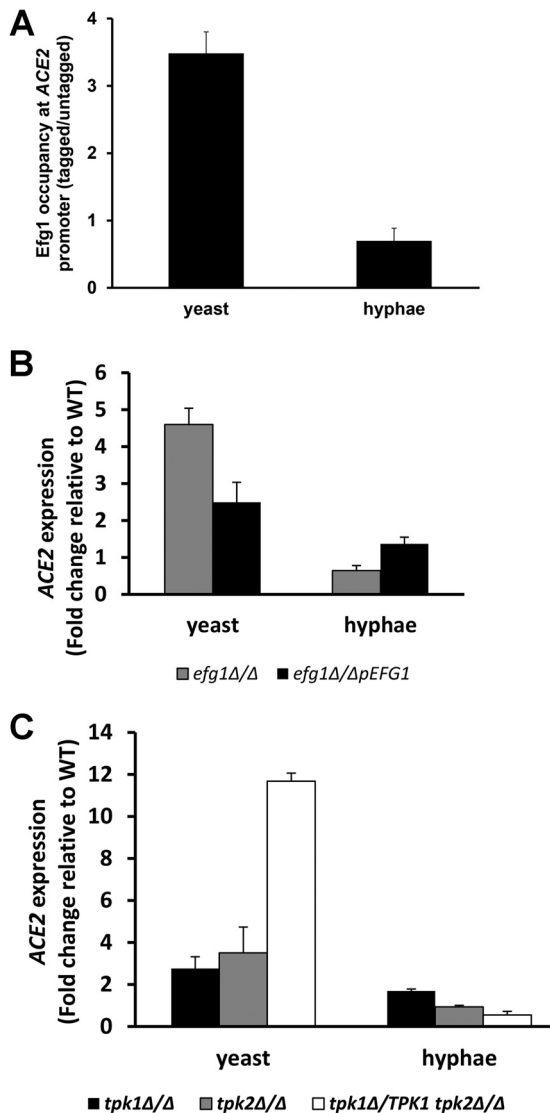 A
Efg1 occupancy at ACE2
promoter (tagged/untagged)
4
3
2
1
0
yeast hyphae
B
ACE2 expression
(Fold change relative to WT)
6
5
4
3
2
1
0
yeast hyphae
efg1Δ/Δ efg1Δ/ΔpEFG1
C
ACE2 expression
(Fold change relative to WT)
14
12
10
8
6
4
2
0
yeast hyphae
tpk1Δ/Δ tpk2Δ/Δ tpk1Δ/TPK1 tpk2Δ/Δ